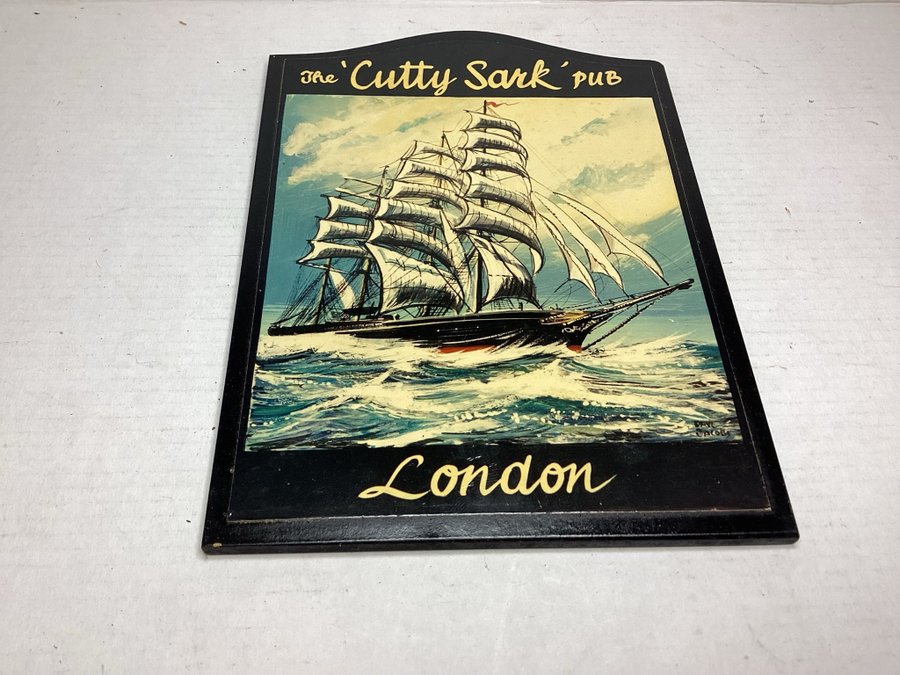 The 'Cutty Sark' PUB
London